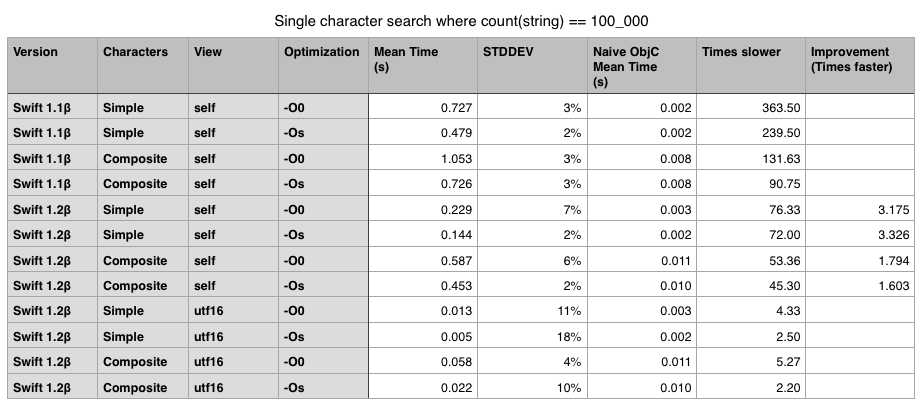 Single character search where count(string) == 100_000
Version Characters View Optimization Mean Time (s) STDDEV Naive ObjC Mean Time (s) Times slower Improvement (Times faster)
Swift 1.1β Simple self -O0 0.727 3% 0.002 363.50
Swift 1.1β Simple self -Os 0.479 2% 0.002 239.50
Swift 1.1β Composite self -O0 1.053 3% 0.008 131.63
Swift 1.1β Composite self -Os 0.726 3% 0.008 90.75
Swift 1.2β Simple self -O0 0.229 7% 0.003 76.33 3.175
Swift 1.2β Simple self -Os 0.144 2% 0.002 72.00 3.326
Swift 1.2β Composite self -O0 0.587 6% 0.011 53.36 1.794
Swift 1.2β Composite self -Os 0.453 2% 0.010 45.30 1.603
Swift 1.2β Simple utf16 -O0 0.013 11% 0.003 4.33
Swift 1.2β Simple utf16 -Os 0.005 18% 0.002 2.50
Swift 1.2β Composite utf16 -O0 0.058 4% 0.011 5.27
Swift 1.2β Composite utf16 -Os 0.022 10% 0.010 2.20